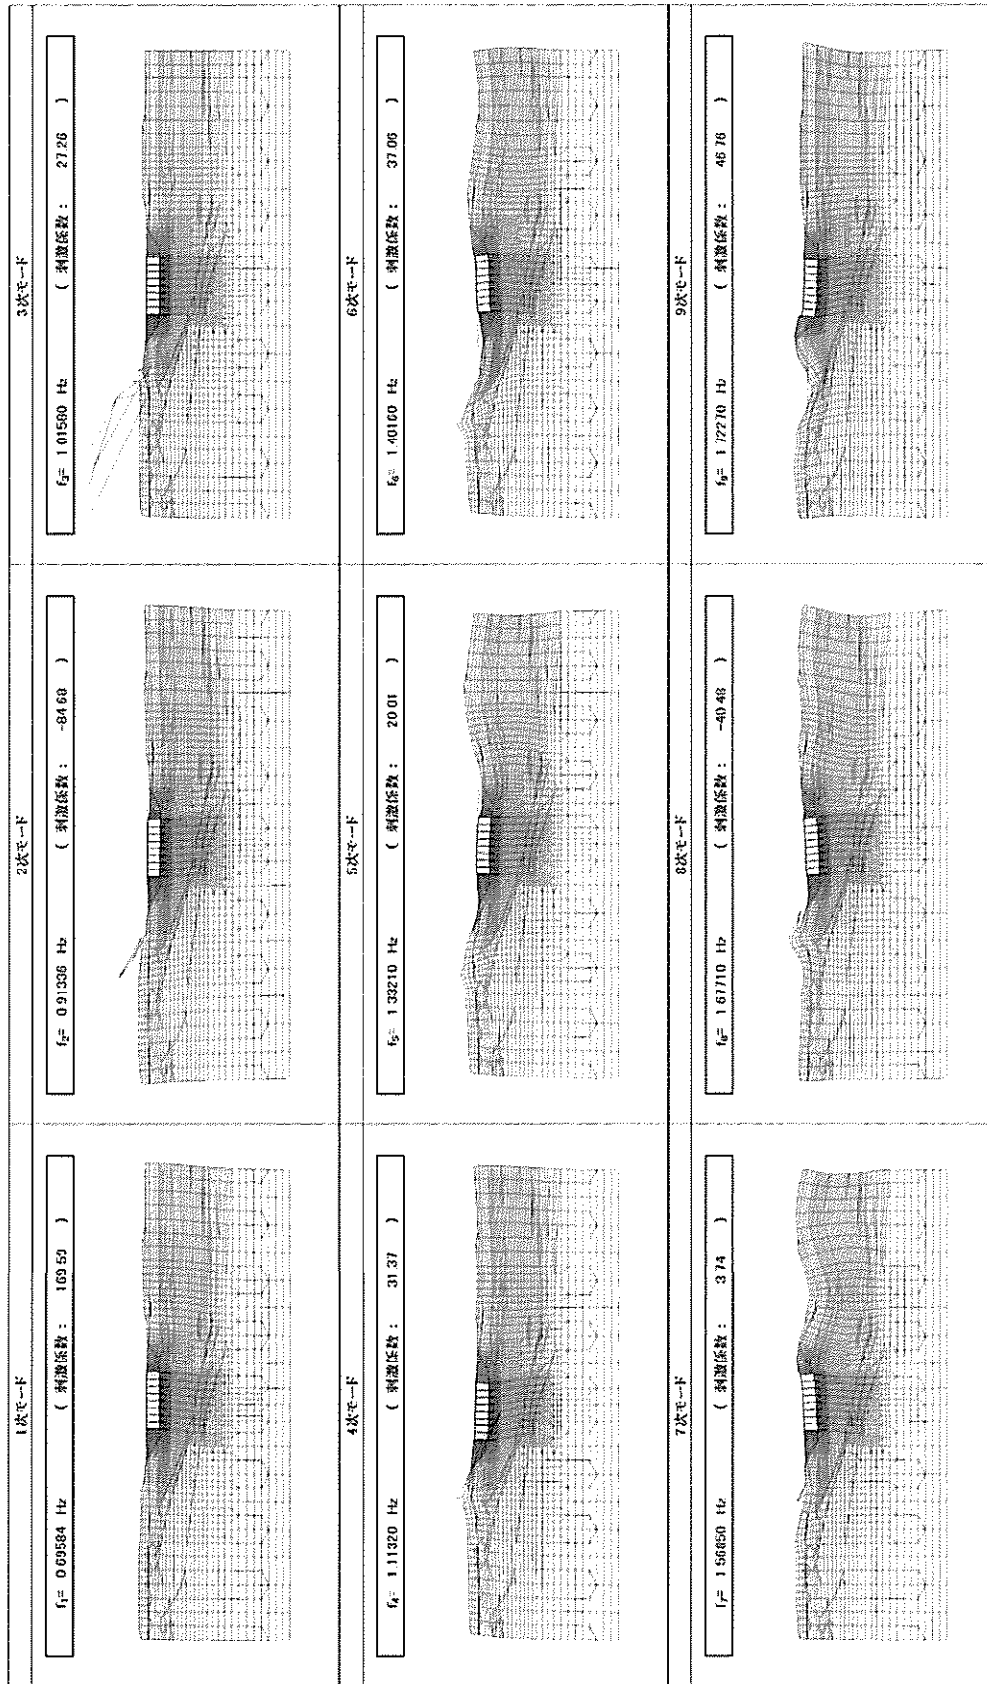 1次モード
f₁= 0.69584 Hz ( 刺激係数 : 169.59 )
2次モード
f₂= 0.91336 Hz ( 刺激係数 : -84.68 )
3次モード
f₃= 1.01580 Hz ( 刺激係数 : 27.26 )
4次モード
f₄= 1.11320 Hz ( 刺激係数 : 31.37 )
5次モード
f₅= 1.33210 Hz ( 刺激係数 : 20.01 )
6次モード
f₆= 1.40160 Hz ( 刺激係数 : 37.06 )
7次モード
f₇= 1.56850 Hz ( 刺激係数 : 3.74 )
8次モード
f₈= 1.67710 Hz ( 刺激係数 : -40.48 )
9次モード
f₉= 1.72270 Hz ( 刺激係数 : 46.76 )